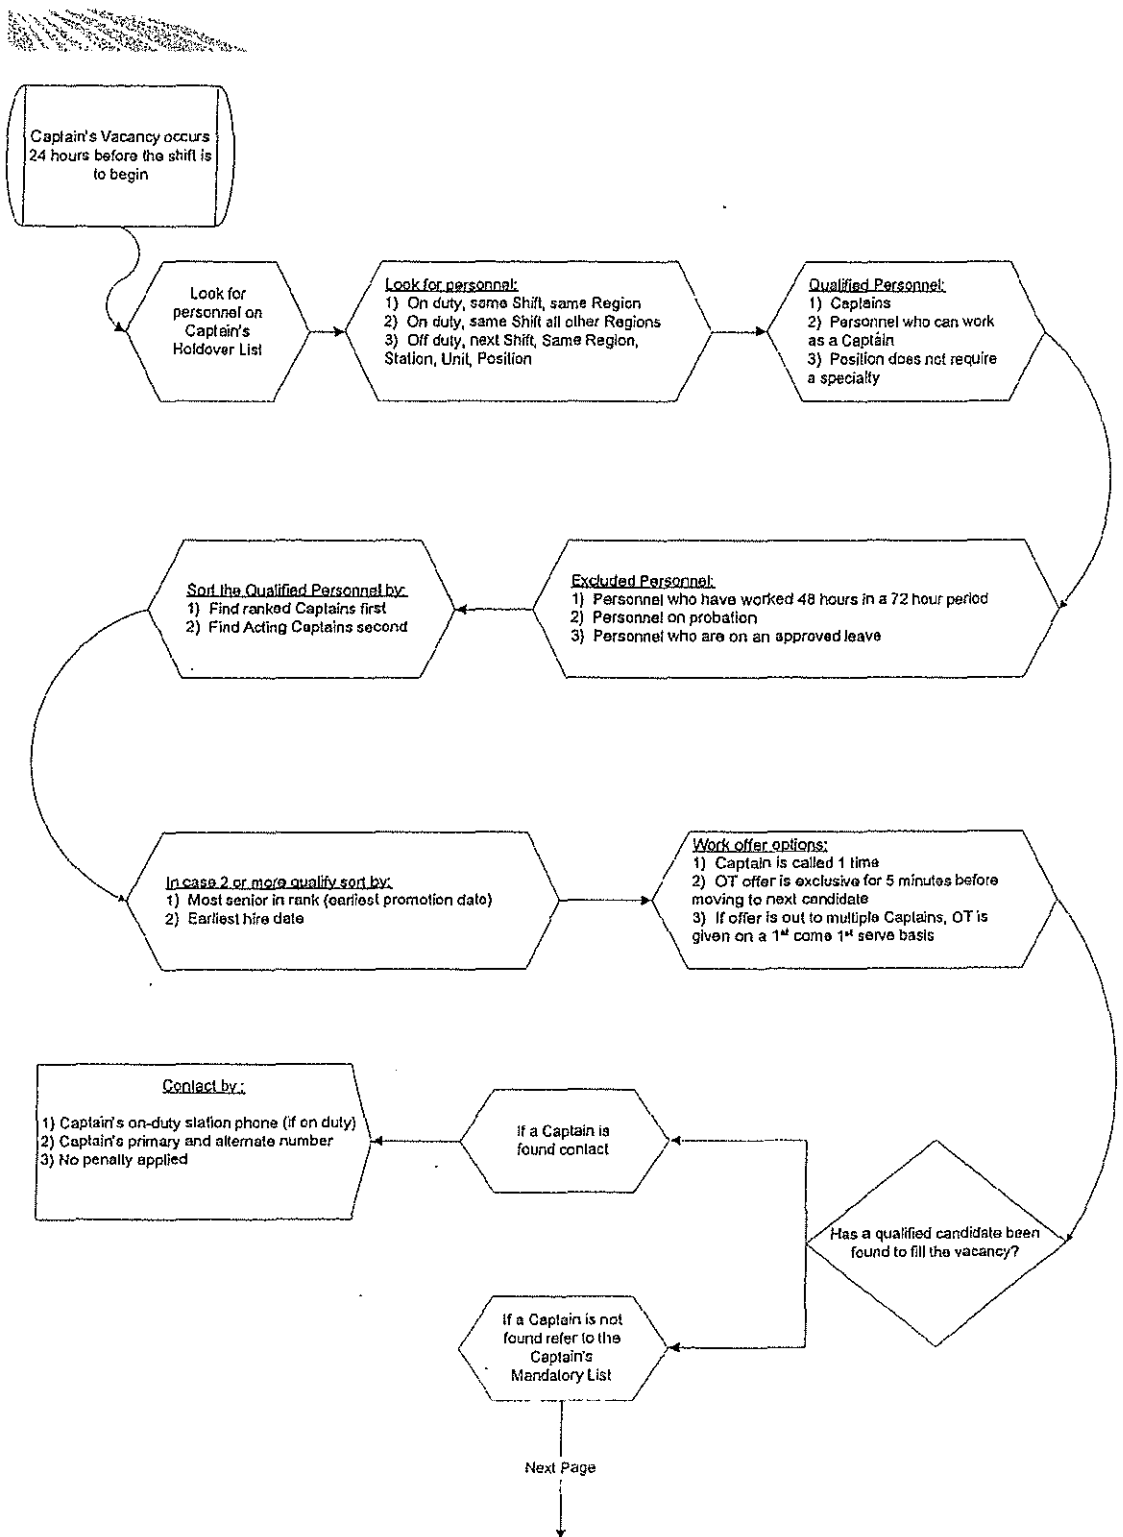 Captain's Vacancy occurs
24 hours before the shift is
to begin
Look for
personnel on
Captain's
Holdover List
Look for personnel:
1) On duty, same Shift, same Region
2) On duty, same Shift all other Regions
3) Off duty, next Shift, Same Region,
Station, Unit, Position
Qualified Personnel:
1) Captains
2) Personnel who can work
as a Captain
3) Position does not require
a specialty
Excluded Personnel:
1) Personnel who have worked 48 hours in a 72 hour period
2) Personnel on probation
3) Personnel who are on an approved leave
Sort the Qualified Personnel by:
1) Find ranked Captains first
2) Find Acting Captains second
In case 2 or more qualify sort by:
1) Most senior in rank (earliest promotion date)
2) Earliest hire date
Work offer options:
1) Captain is called 1 time
2) OT offer is exclusive for 5 minutes before
moving to next candidate
3) If offer is out to multiple Captains, OT is
given on a 1st come 1st serve basis
Has a qualified candidate been
found to fill the vacancy?
If a Captain is
found contact
Contact by:
1) Captain's on-duty station phone (if on duty)
2) Captain's primary and alternate number
3) No penalty applied
If a Captain is not
found refer to the
Captain's
Mandatory List
Next Page